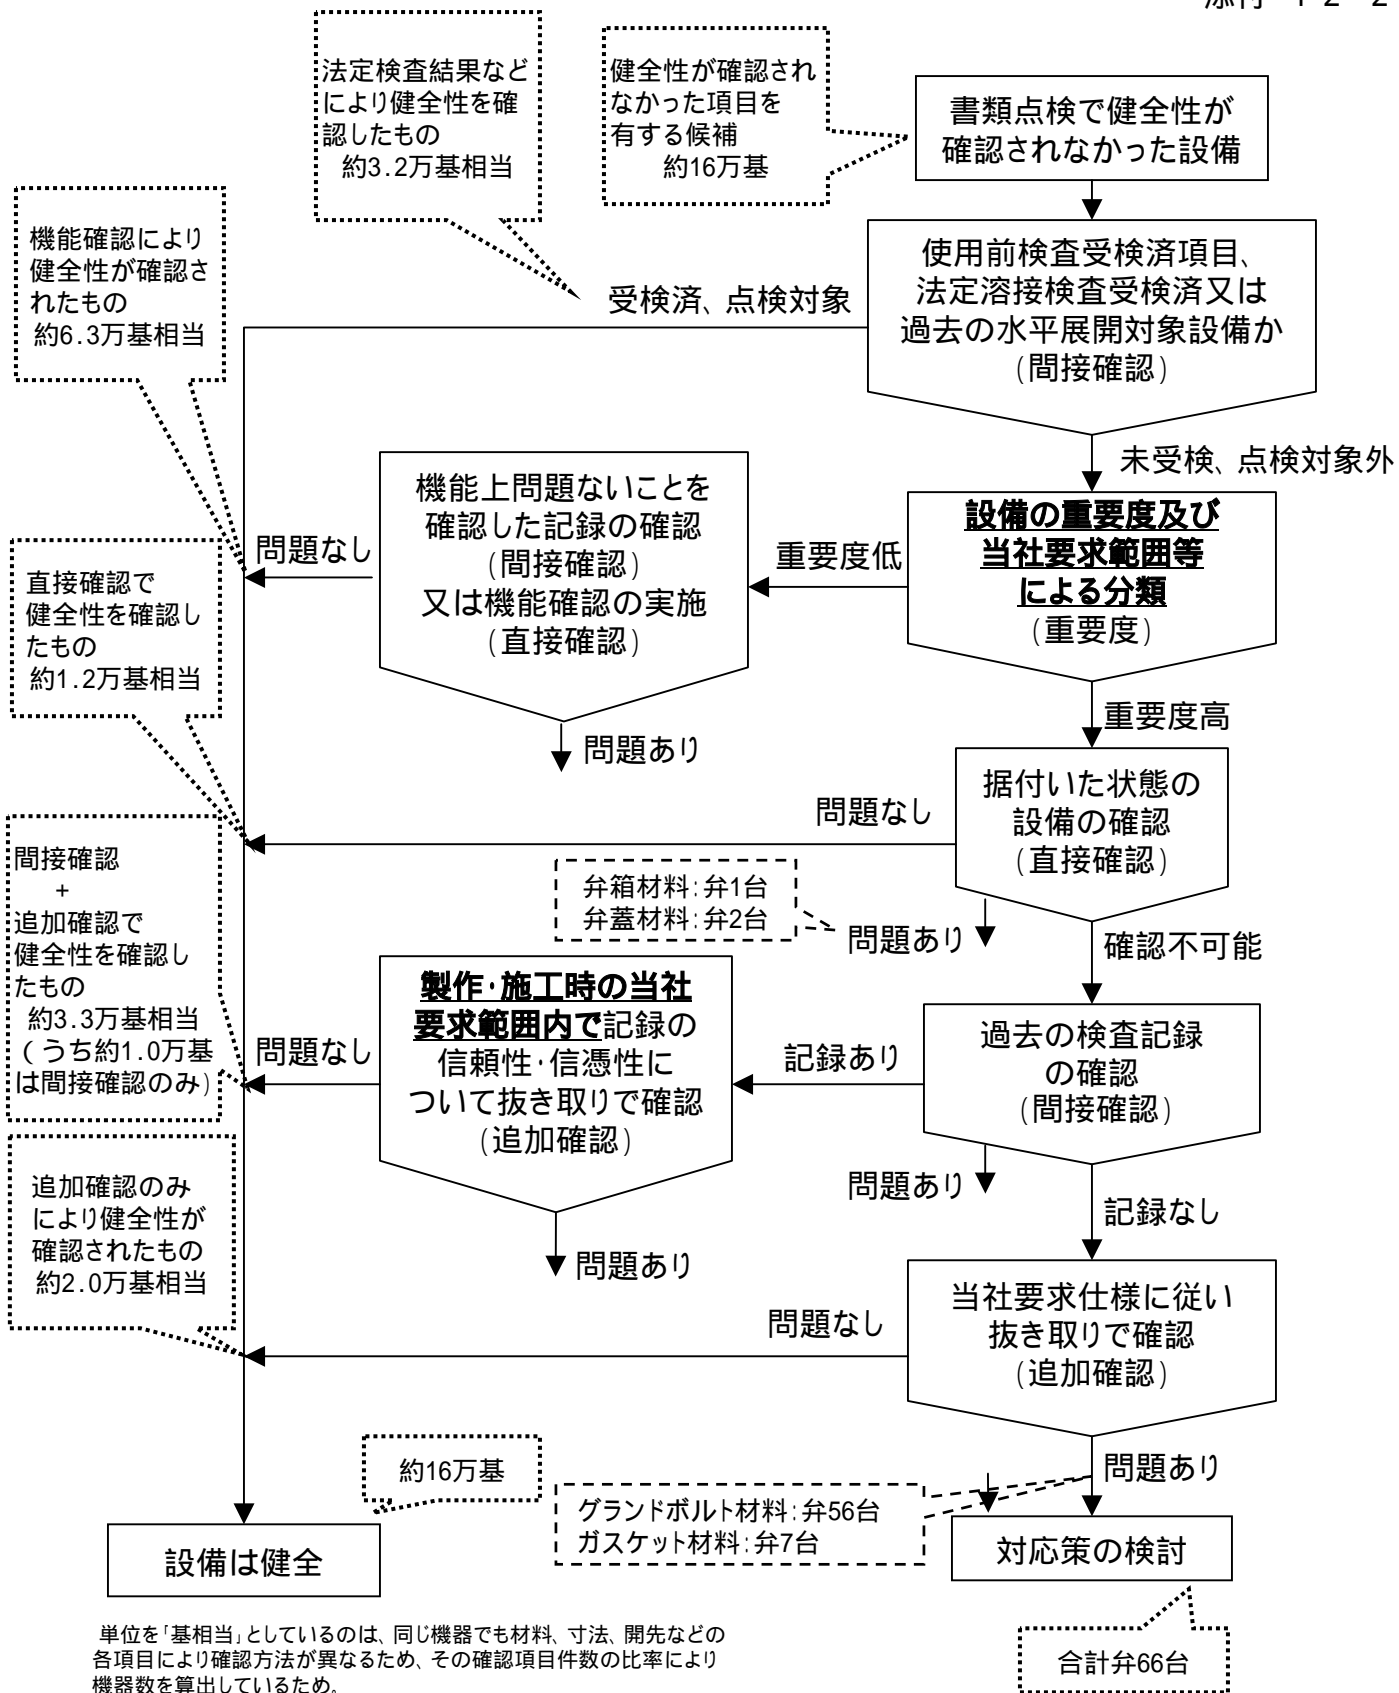 添付 1 2 2
法定検査結果など
により健全性を確
認したもの
約3.2万基相当
健全性が確認され
なかった項目を
有する候補
約16万基
書類点検で健全性が
確認されなかった設備
機能確認により
健全性が確認さ
れたもの
約6.3万基相当
使用前検査受検済項目、
法定溶接検査受検済又は
過去の水平展開対象設備か
(間接確認)
受検済、点検対象
未受検、点検対象外
機能上問題ないことを
確認した記録の確認
(間接確認)
又は機能確認の実施
(直接確認)
設備の重要度及び
当社要求範囲等
による分類
(重要度)
問題なし
重要度低
直接確認で
健全性を確認し
たもの
約1.2万基相当
重要度高
問題あり
据付いた状態の
設備の確認
(直接確認)
問題なし
間接確認
+
追加確認で
健全性を確認し
たもの
約3.3万基相当
(うち約1.0万基
は間接確認のみ)
弁箱材料:弁1台
弁蓋材料:弁2台
問題あり
確認不可能
製作・施工時の当社
要求範囲内で記録の
信頼性・信憑性に
ついて抜き取りで確認
(追加確認)
過去の検査記録
の確認
(間接確認)
問題なし
記録あり
問題あり
記録なし
追加確認のみ
により健全性が
確認されたもの
約2.0万基相当
問題あり
当社要求仕様に従い
抜き取りで確認
(追加確認)
問題なし
約16万基
問題あり
グランドボルト材料:弁56台
ガスケット材料:弁7台
設備は健全
対応策の検討
単位を「基相当」としているのは、同じ機器でも材料、寸法、開先などの
各項目により確認方法が異なるため、その確認項目件数の比率により
機器数を算出しているため。
合計弁66台